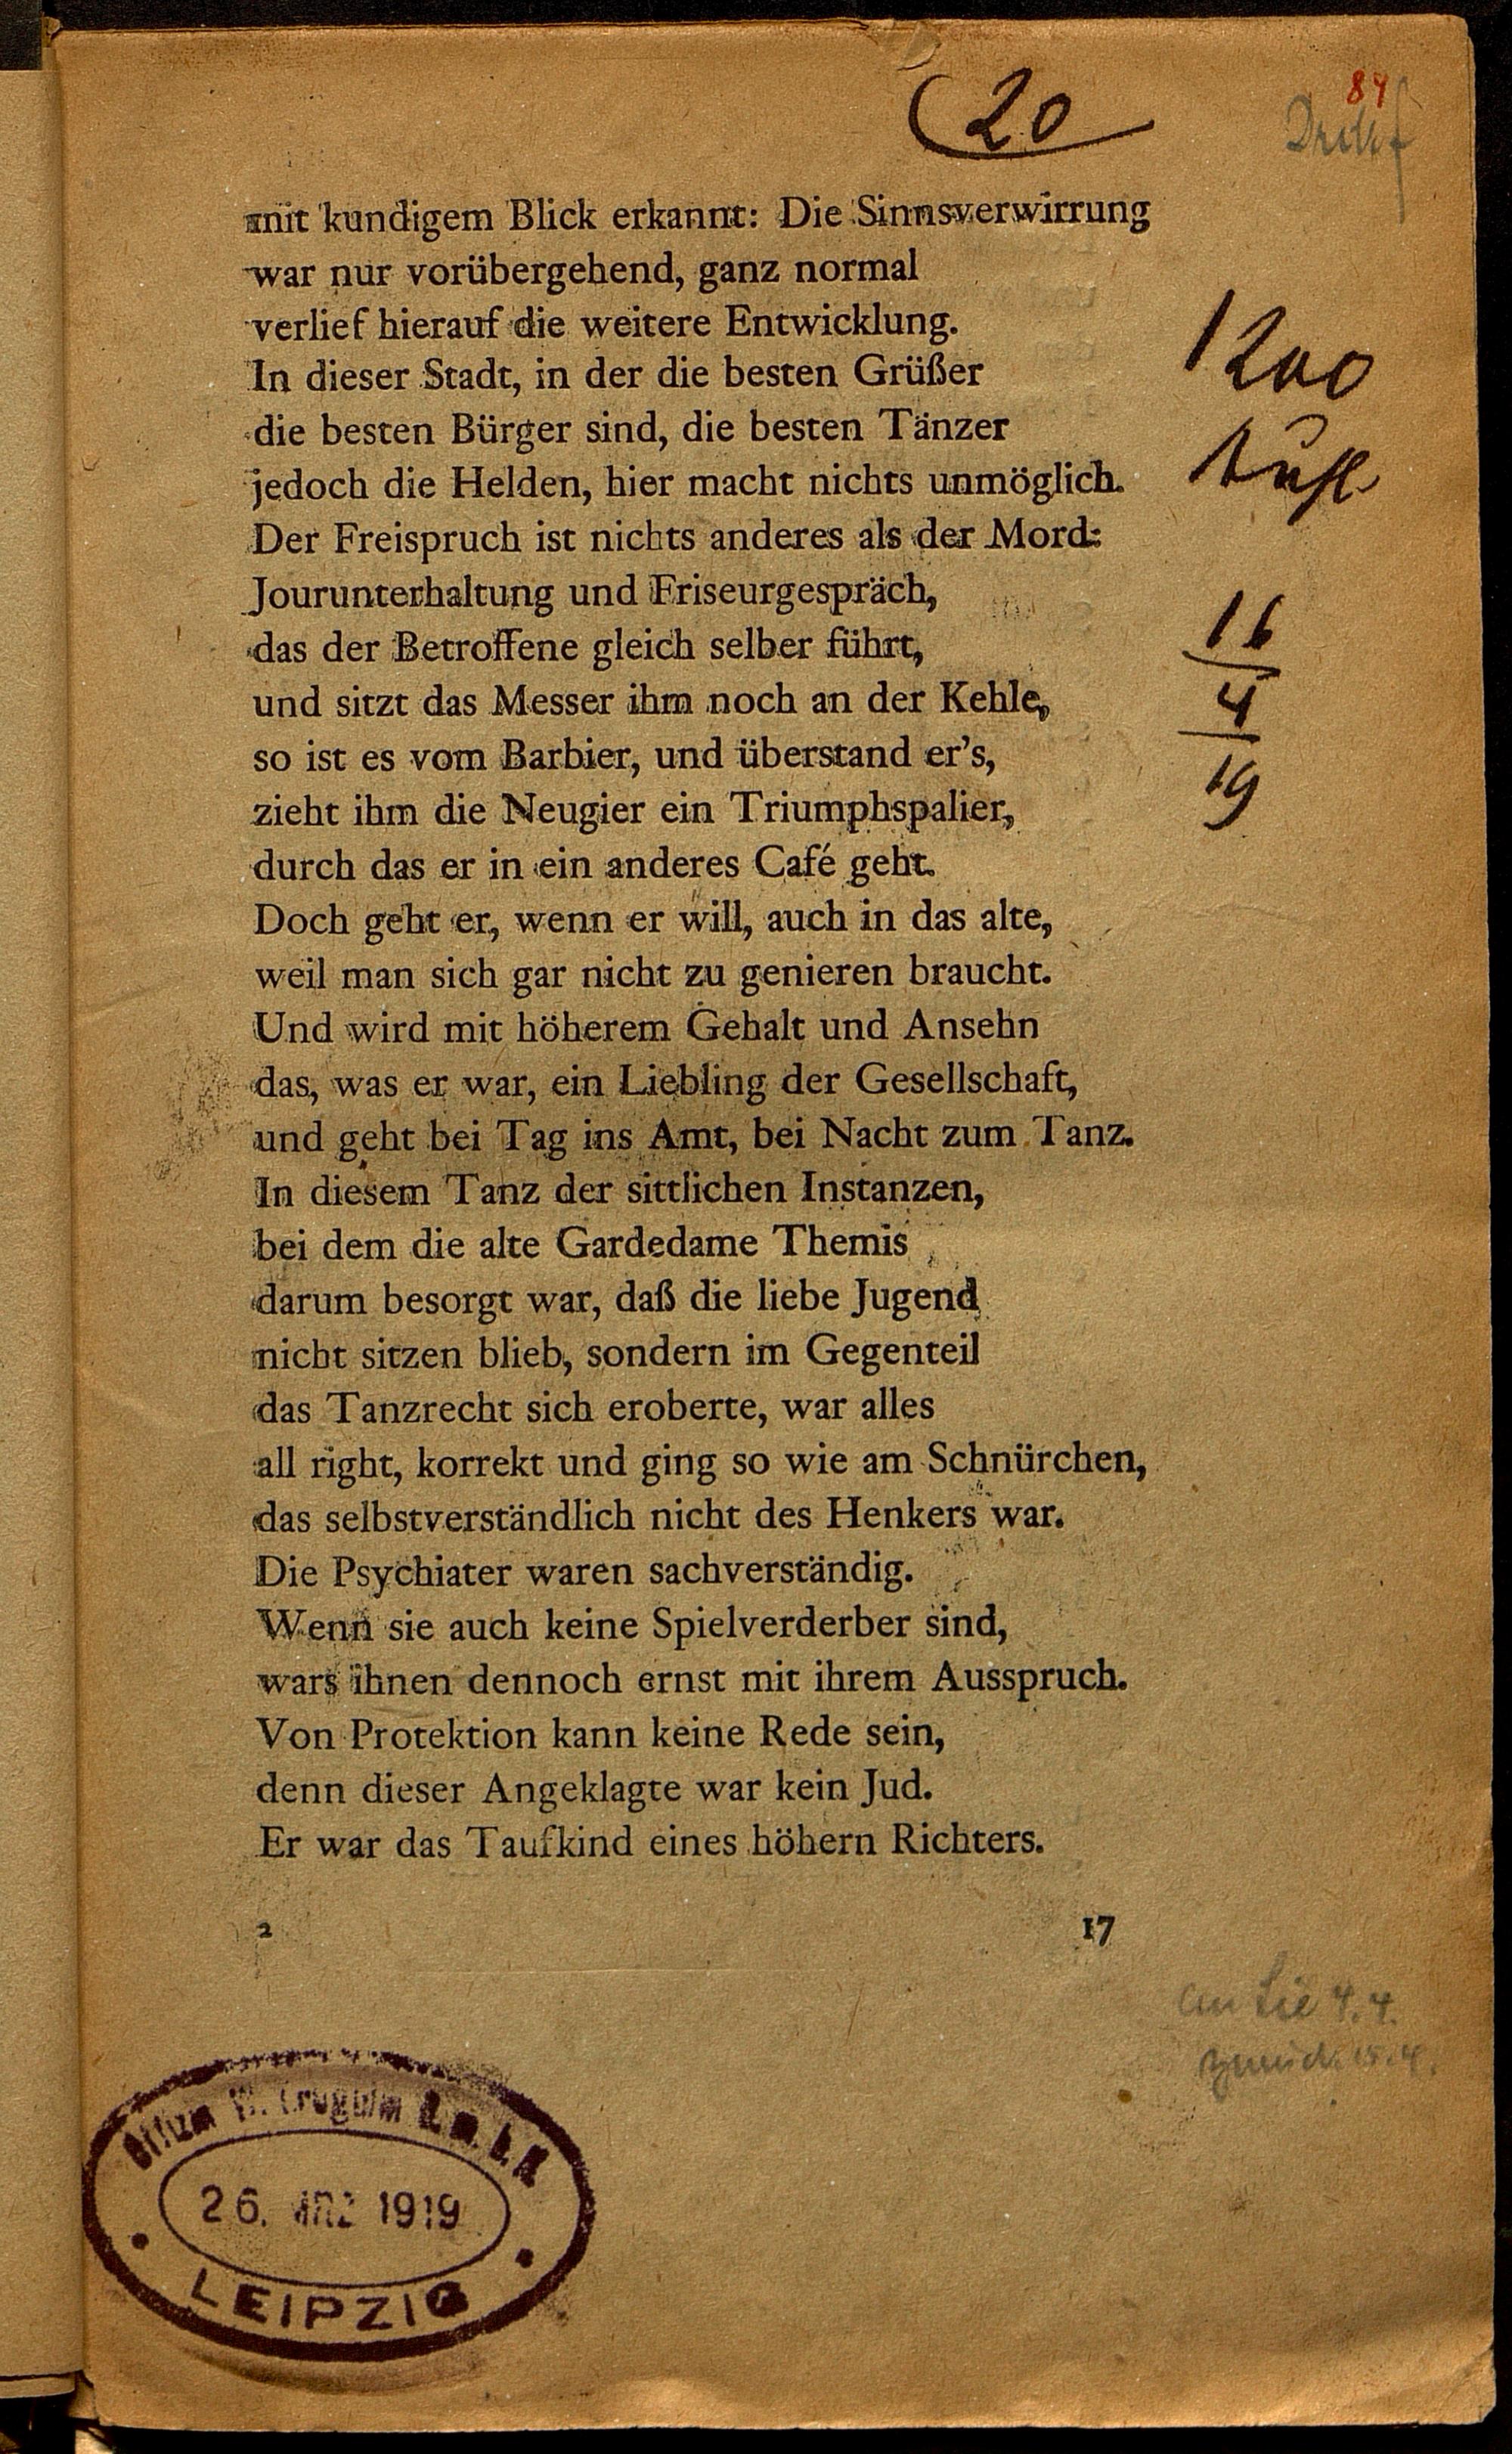 20
84
mit kundigem Blick erkannt: Die Sinnsverwirrung
war nur vorübergehend, ganz normal
verlief hierauf die weitere Entwicklung.
In dieser Stadt, in der die besten Grüßer
die besten Bürger sind, die besten Tänzer
jedoch die Helden, hier macht nichts unmöglich.
Der Freispruch ist nichts anderes als der Mord:
Jourunterhaltung und Friseurgespräch,
das der Betroffene gleich selber führt,
und sitzt das Messer ihm noch an der Kehle,
so ist es vom Barbier, und überstand er's,
zieht ihm die Neugier ein Triumphspalier,
durch das er in ein anderes Café geht.
Doch geht er, wenn er will, auch in das alte,
weil man sich gar nicht zu genieren braucht.
Und wird mit höherem Gehalt und Ansehn
das, was er war, ein Liebling der Gesellschaft,
und geht bei Tag ins Amt, bei Nacht zum Tanz.
In diesem Tanz der sittlichen Instanzen,
bei dem die alte Gardedame Themis
darum besorgt war, daß die liebe Jugend
nicht sitzen blieb, sondern im Gegenteil
das Tanzrecht sich eroberte, war alles
all right, korrekt und ging so wie am Schnürchen,
das selbstverständlich nicht des Henkers war.
Die Psychiater waren sachverständig.
Wenn sie auch keine Spielverderber sind,
wars ihnen dennoch ernst mit ihrem Ausspruch.
Von Protektion kann keine Rede sein,
denn dieser Angeklagte war kein Jud.
Er war das Taufkind eines höhern Richters.
1200
16
4
19
2
17
4.4.
15.4.
Offizin W. Drugulin G.m.b.H
26. MRZ 1919
LEIPZIG